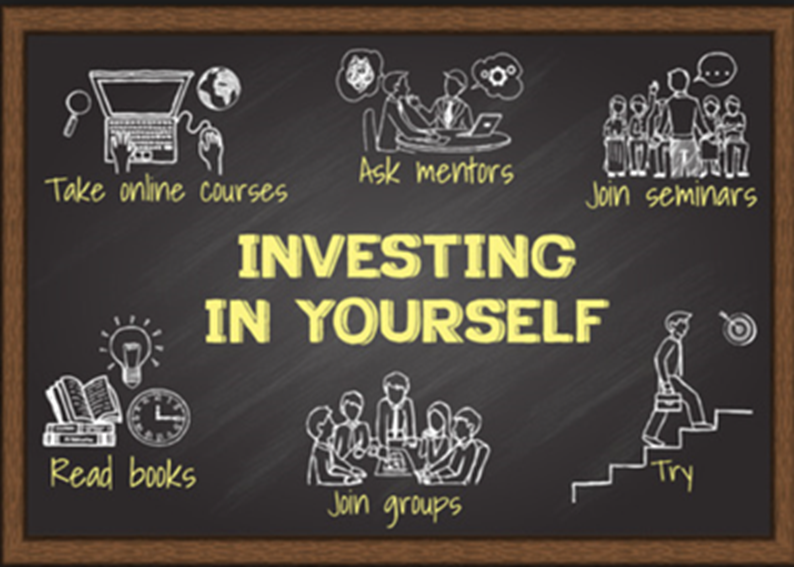 Take online courses
Ask mentors
Join seminars
INVESTING
IN YOURSELF
Read books
Join groups
Try